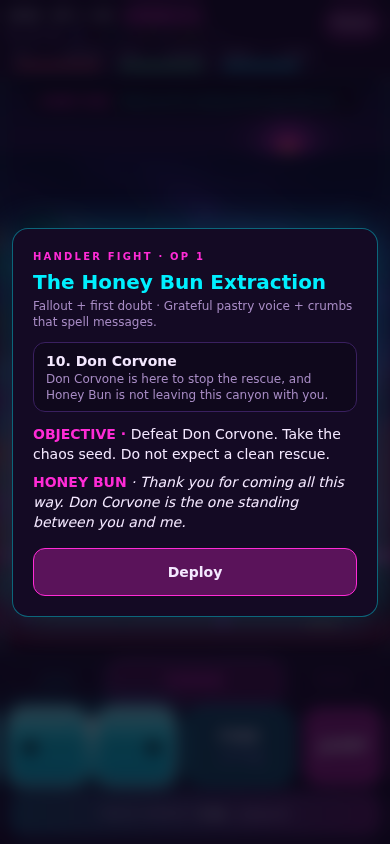 HANDLER FIGHT · OP 1
The Honey Bun Extraction
Fallout + first doubt · Grateful pastry voice + crumbs
that spell messages.
10. Don Corvone
Don Corvone is here to stop the rescue, and
Honey Bun is not leaving this canyon with you.
OBJECTIVE · Defeat Don Corvone. Take the
chaos seed. Do not expect a clean rescue.
HONEY BUN · Thank you for coming all this
way. Don Corvone is the one standing
between you and me.
Deploy